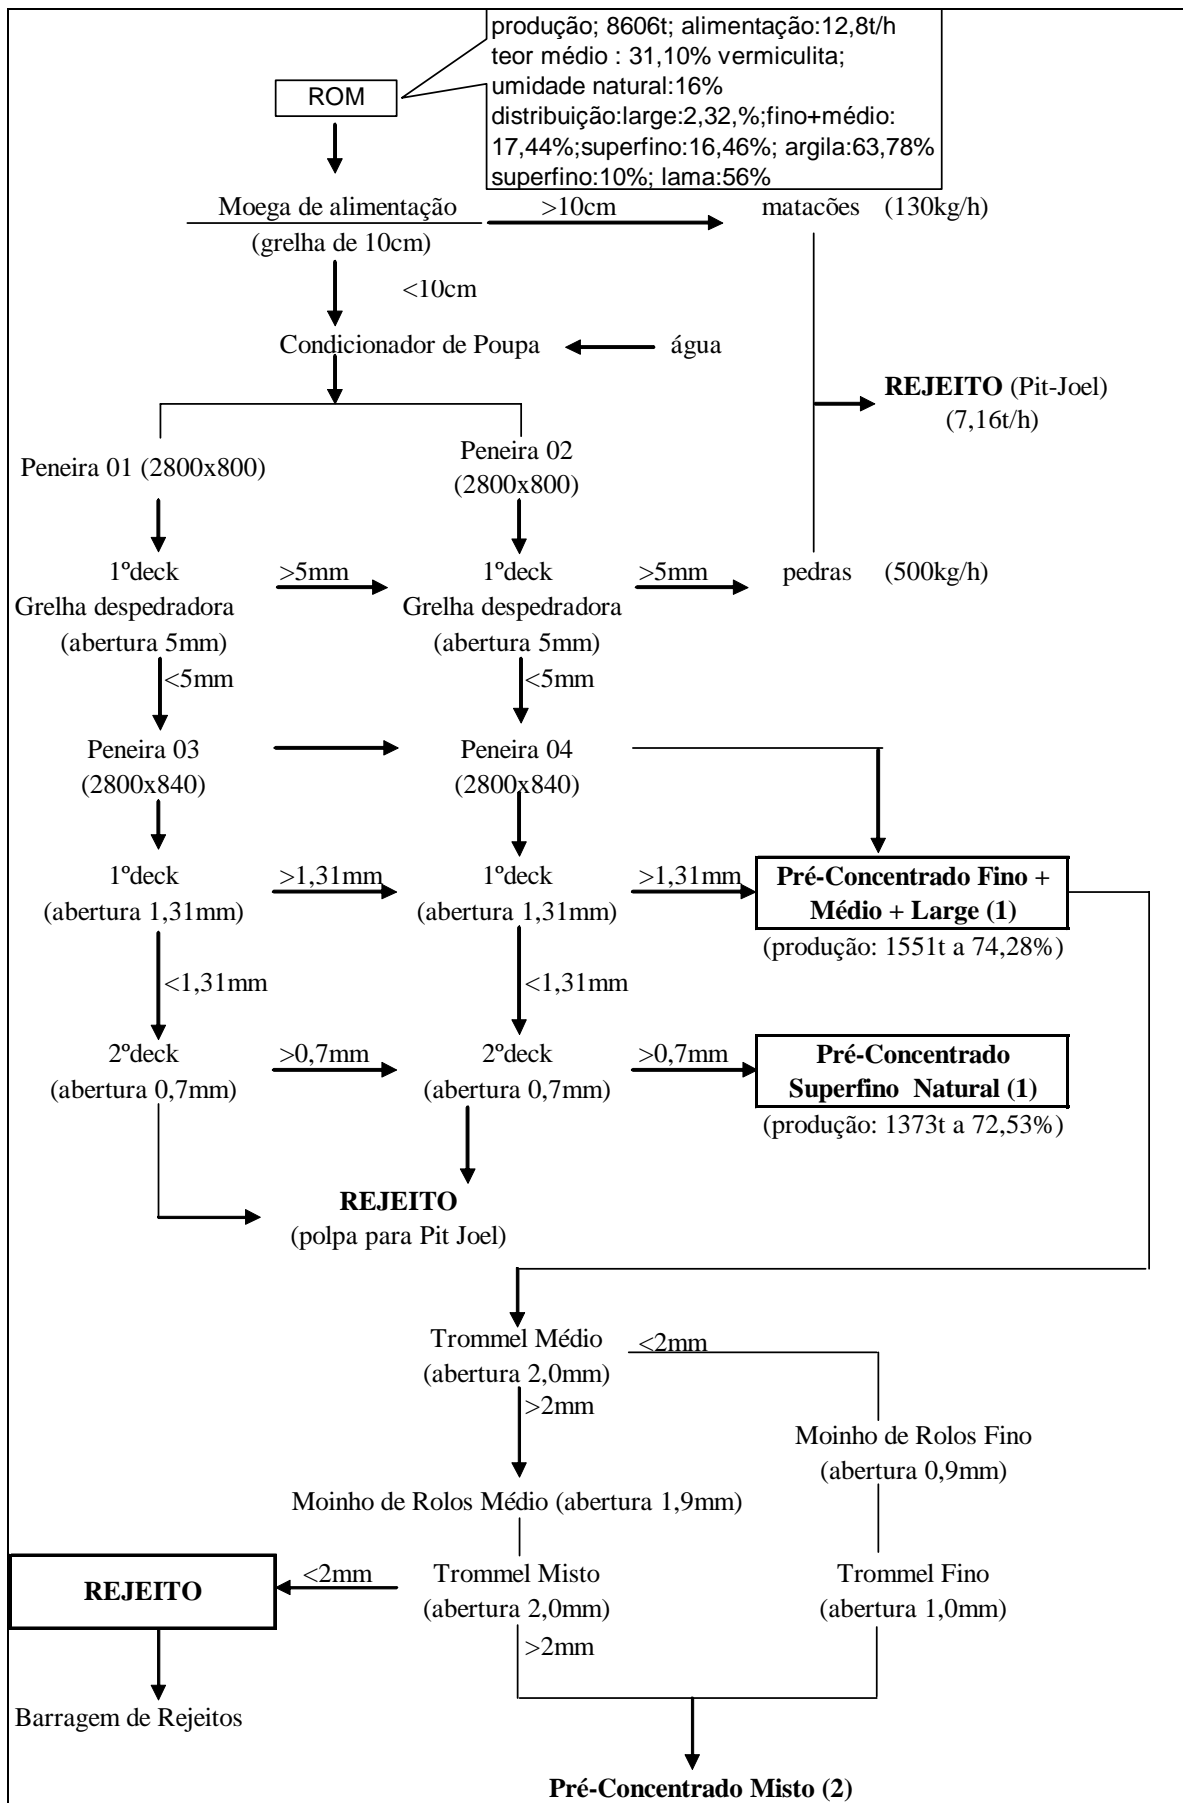 produção; 8606t; alimentação:12,8t/h
teor médio : 31,10% vermiculita;
umidade natural:16%
distribuição:large:2,32,%;fino+médio:
17,44%;superfino:16,46%; argila:63,78%
superfino:10%; lama:56%
ROM
Moega de alimentação
(grelha de 10cm)
>10cm
matacões (130kg/h)
<10cm
Condicionador de Poupa
água
REJEITO (Pit-Joel)
(7,16t/h)
Peneira 01 (2800x800)
Peneira 02
(2800x800)
1ºdeck
Grelha despedradora
(abertura 5mm)
>5mm
1ºdeck
Grelha despedradora
(abertura 5mm)
>5mm
pedras (500kg/h)
<5mm
<5mm
Peneira 03
(2800x840)
Peneira 04
(2800x840)
1ºdeck
(abertura 1,31mm)
>1,31mm
1ºdeck
(abertura 1,31mm)
>1,31mm
Pré-Concentrado Fino +
Médio + Large (1)
(produção: 1551t a 74,28%)
<1,31mm
<1,31mm
2ºdeck
(abertura 0,7mm)
>0,7mm
2ºdeck
(abertura 0,7mm)
>0,7mm
Pré-Concentrado
Superfino Natural (1)
(produção: 1373t a 72,53%)
REJEITO
(polpa para Pit Joel)
Trommel Médio
(abertura 2,0mm)
<2mm
>2mm
Moinho de Rolos Fino
(abertura 0,9mm)
Moinho de Rolos Médio (abertura 1,9mm)
REJEITO
<2mm
Trommel Misto
(abertura 2,0mm)
Trommel Fino
(abertura 1,0mm)
>2mm
Barragem de Rejeitos
Pré-Concentrado Misto (2)